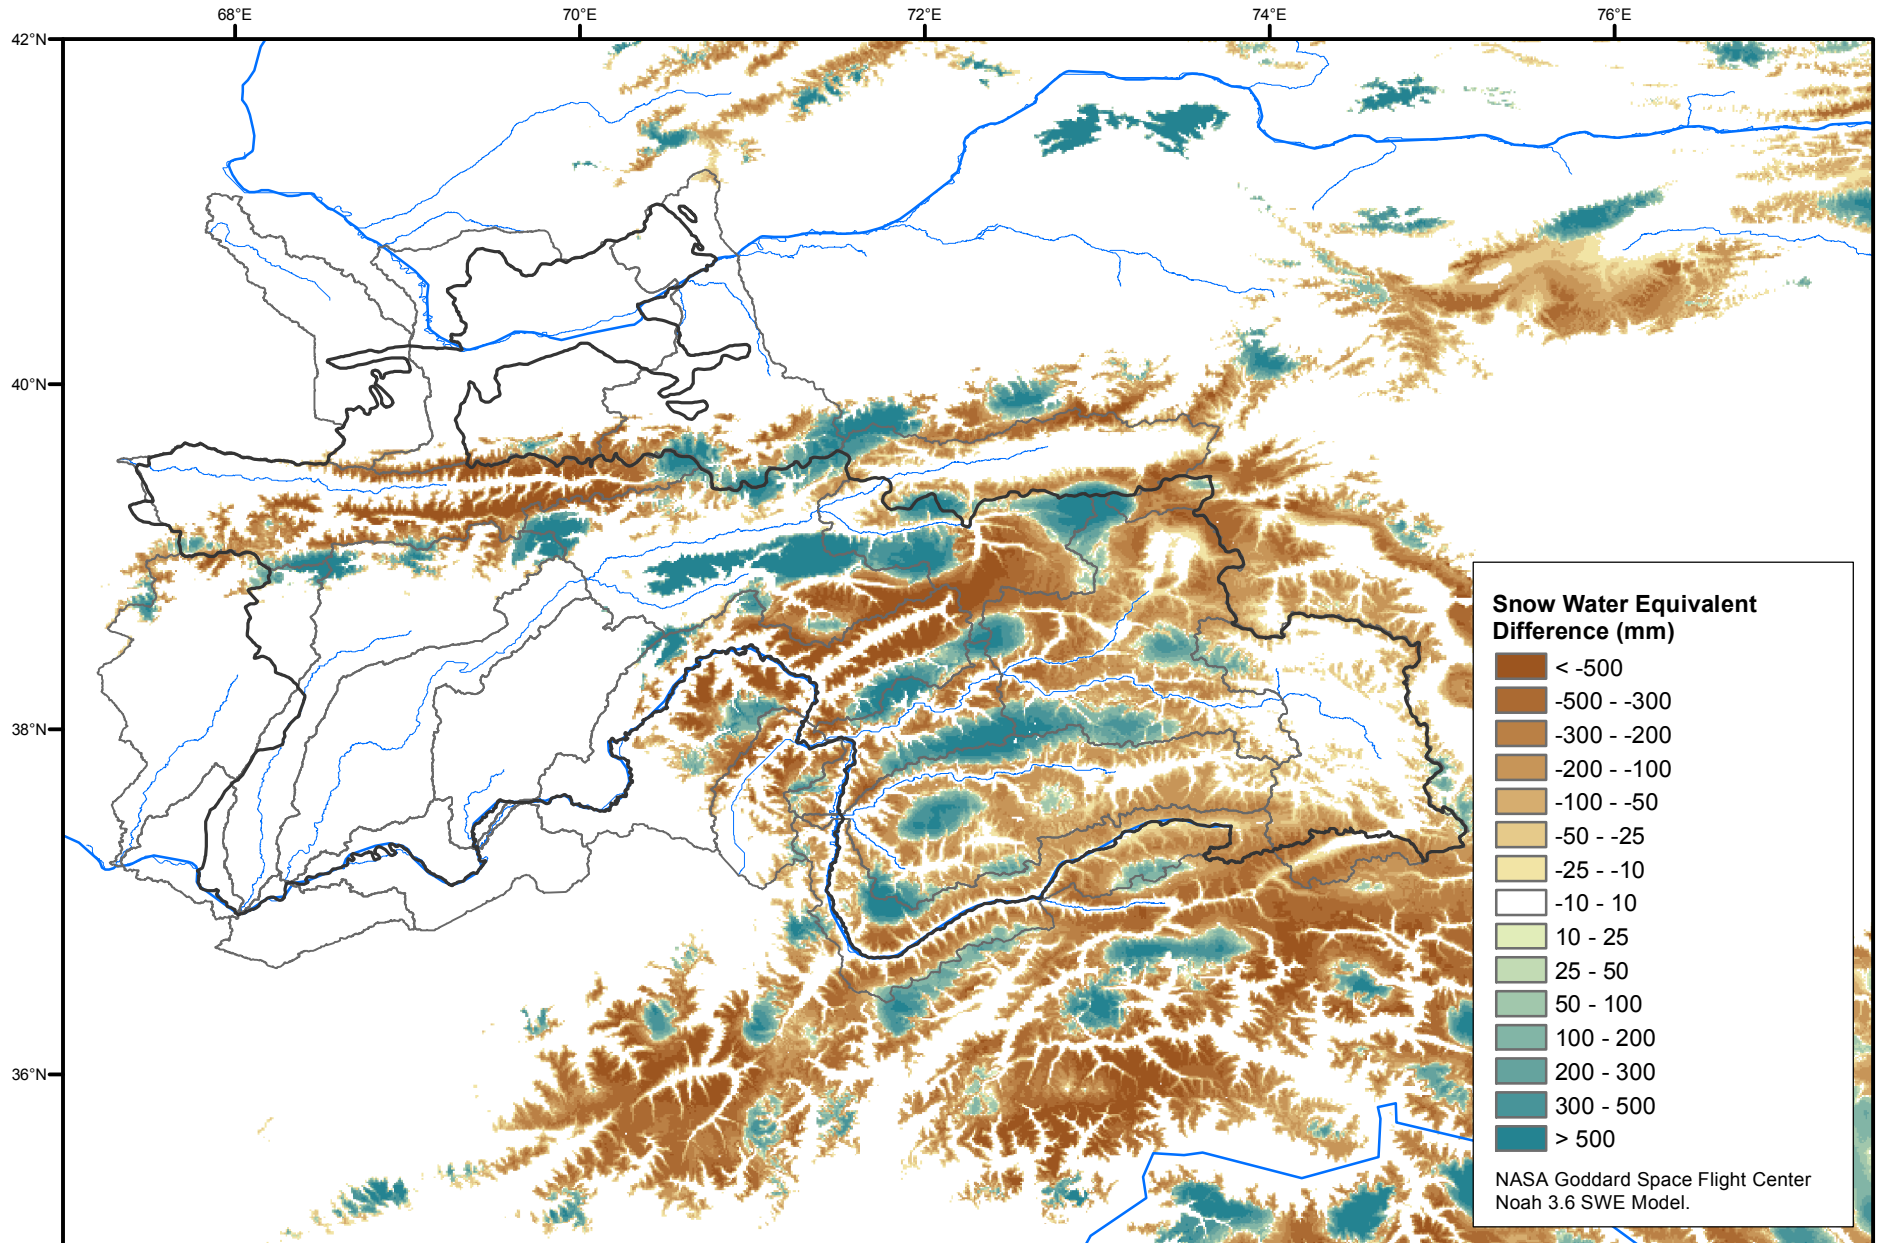 68°E 70°E 72°E 74°E 76°E
42°N
40°N
38°N
36°N
Snow Water Equivalent
Difference (mm)
< -500
-500 - -300
-300 - -200
-200 - -100
-100 - -50
-50 - -25
-25 - -10
-10 - 10
10 - 25
25 - 50
50 - 100
100 - 200
200 - 300
300 - 500
> 500
NASA Goddard Space Flight Center
Noah 3.6 SWE Model.